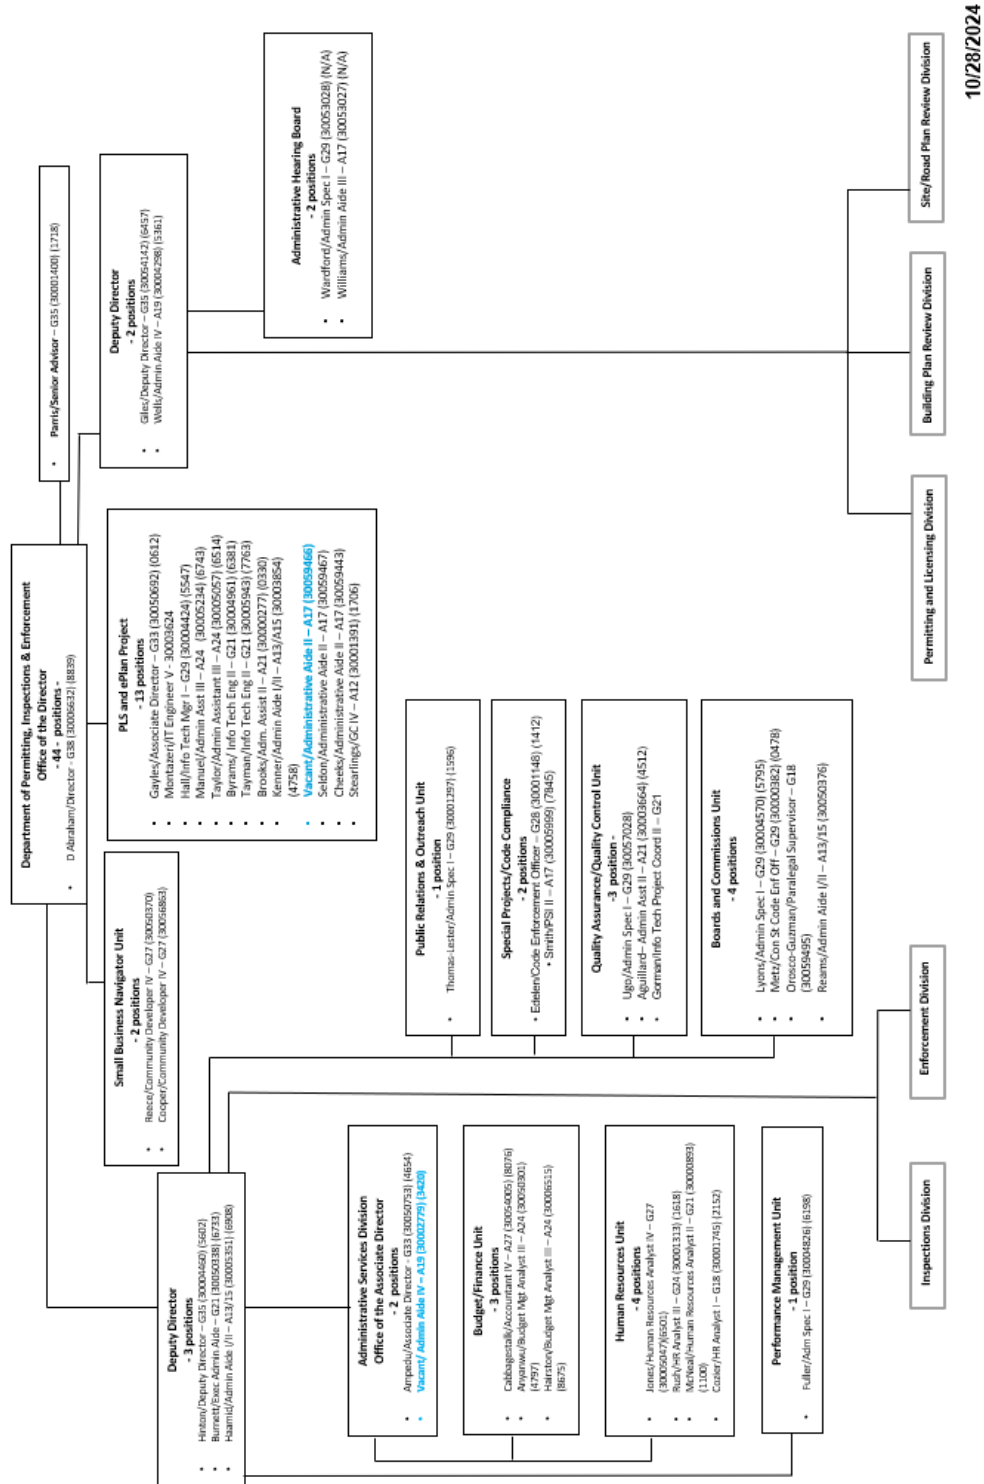 Department of Permitting, Inspections & Enforcement
Office of the Director
- 44 - positions -
• D Abraham/Director - G38 (30006632) (8839)
• Parris/Senior Advisor – G35 (30001400) (1718)
Small Business Navigator Unit
- 2 positions
• Reece/Community Developer IV – G27 (30050370)
• Cooper/Community Developer IV – G27 (30056863)
PLS and ePlan Project
- 13 positions
• Gayles/Associate Director – G33 (30050692) (0612)
• Montazeri/IT Engineer V - 30003624
• Hall/Info Tech Mgr I – G29 (30004424) (5547)
• Manuel/Admin Asst III – A24 (30005234) (6743)
• Taylor/Admin Assistant III – A24 (30005057) (6514)
• Byrams/ Info Tech Eng II – G21 (30004961) (6381)
• Tayman/Info Tech Eng II – G21 (30005943) (7763)
• Brooks/Adm. Assist II – A21 (30000277) (0330)
• Kenner/Admin Aide I/II – A13/A15 (30003854)
(4758)
• Vacant/Administrative Aide II – A17 (30059466)
• Seldon/Administrative Aide II – A17 (30059467)
• Cheeks/Administrative Aide II – A17 (30059443)
• Stearlings/GC IV – A12 (30001391) (1706)
Deputy Director
- 2 positions
• Giles/Deputy Director – G35 (30054142) (6457)
• Wells/Admin Aide IV – A19 (30004298) (5361)
Administrative Hearing Board
- 2 positions
• Wardford/Admin Spec I – G29 (30053028) (N/A)
• Williams/Admin Aide III – A17 (30053027) (N/A)
Deputy Director
- 3 positions
• Hinton/Deputy Director – G35 (30004460) (5602)
• Burnett/Exec Admin Aide – G21 (30050338) (6733)
• Haamid/Admin Aide I/II – A13/15 (30005351) (6908)
Administrative Services Division
Office of the Associate Director
- 2 positions
• Ampedu/Associate Director - G33 (30050753) (4654)
• Vacant/ Admin Aide IV – A19 (30002779) (3420)
Budget/Finance Unit
- 3 positions
• Cabbagestalk/Accountant IV – A27 (30054005) (8076)
• Anyanwu/Budget Mgt Analyst III – A24 (30050301)
(4797)
• Hairston/Budget Mgt Analyst III – A24 (30006515)
(8675)
Human Resources Unit
- 4 positions
• Jones/Human Resources Analyst IV – G27
(30005047)(6501)
• Rush/HR Analyst III – G24 (30001313) (1618)
• McNeal/Human Resources Analyst II – G21 (30000893)
(1100)
• Cozier/HR Analyst I – G18 (30001745) (2152)
Performance Management Unit
- 1 position
• Fuller/Adm Spec I – G29 (30004826) (6198)
Public Relations & Outreach Unit
- 1 position
• Thomas-Lester/Admin Spec I – G29 (30001297) (1596)
Special Projects/Code Compliance
- 2 positions
• Edelen/Code Enforcement Officer – G28 (30001148) (1412)
• Smith/PSI II – A17 (30005999) (7845)
Quality Assurance/Quality Control Unit
-3 position -
• Ugo/Admin Spec I – G29 (30057028)
• Aguillard– Admin Asst II – A21 (30003664) (4512)
• Gorman/Info Tech Project Coord II – G21
Boards and Commissions Unit
- 4 positions
• Lyons/Admin Spec I – G29 (30004570) (5795)
• Metz/Con St Code Enf Off – G29 (30000382) (0478)
• Orosco-Guzman/Paralegal Supervisor – G18
(30059495)
• Reams/Admin Aide I/II – A13/15 (30050376)
Inspections Division
Enforcement Division
Permitting and Licensing Division
Building Plan Review Division
Site/Road Plan Review Division
10/28/2024